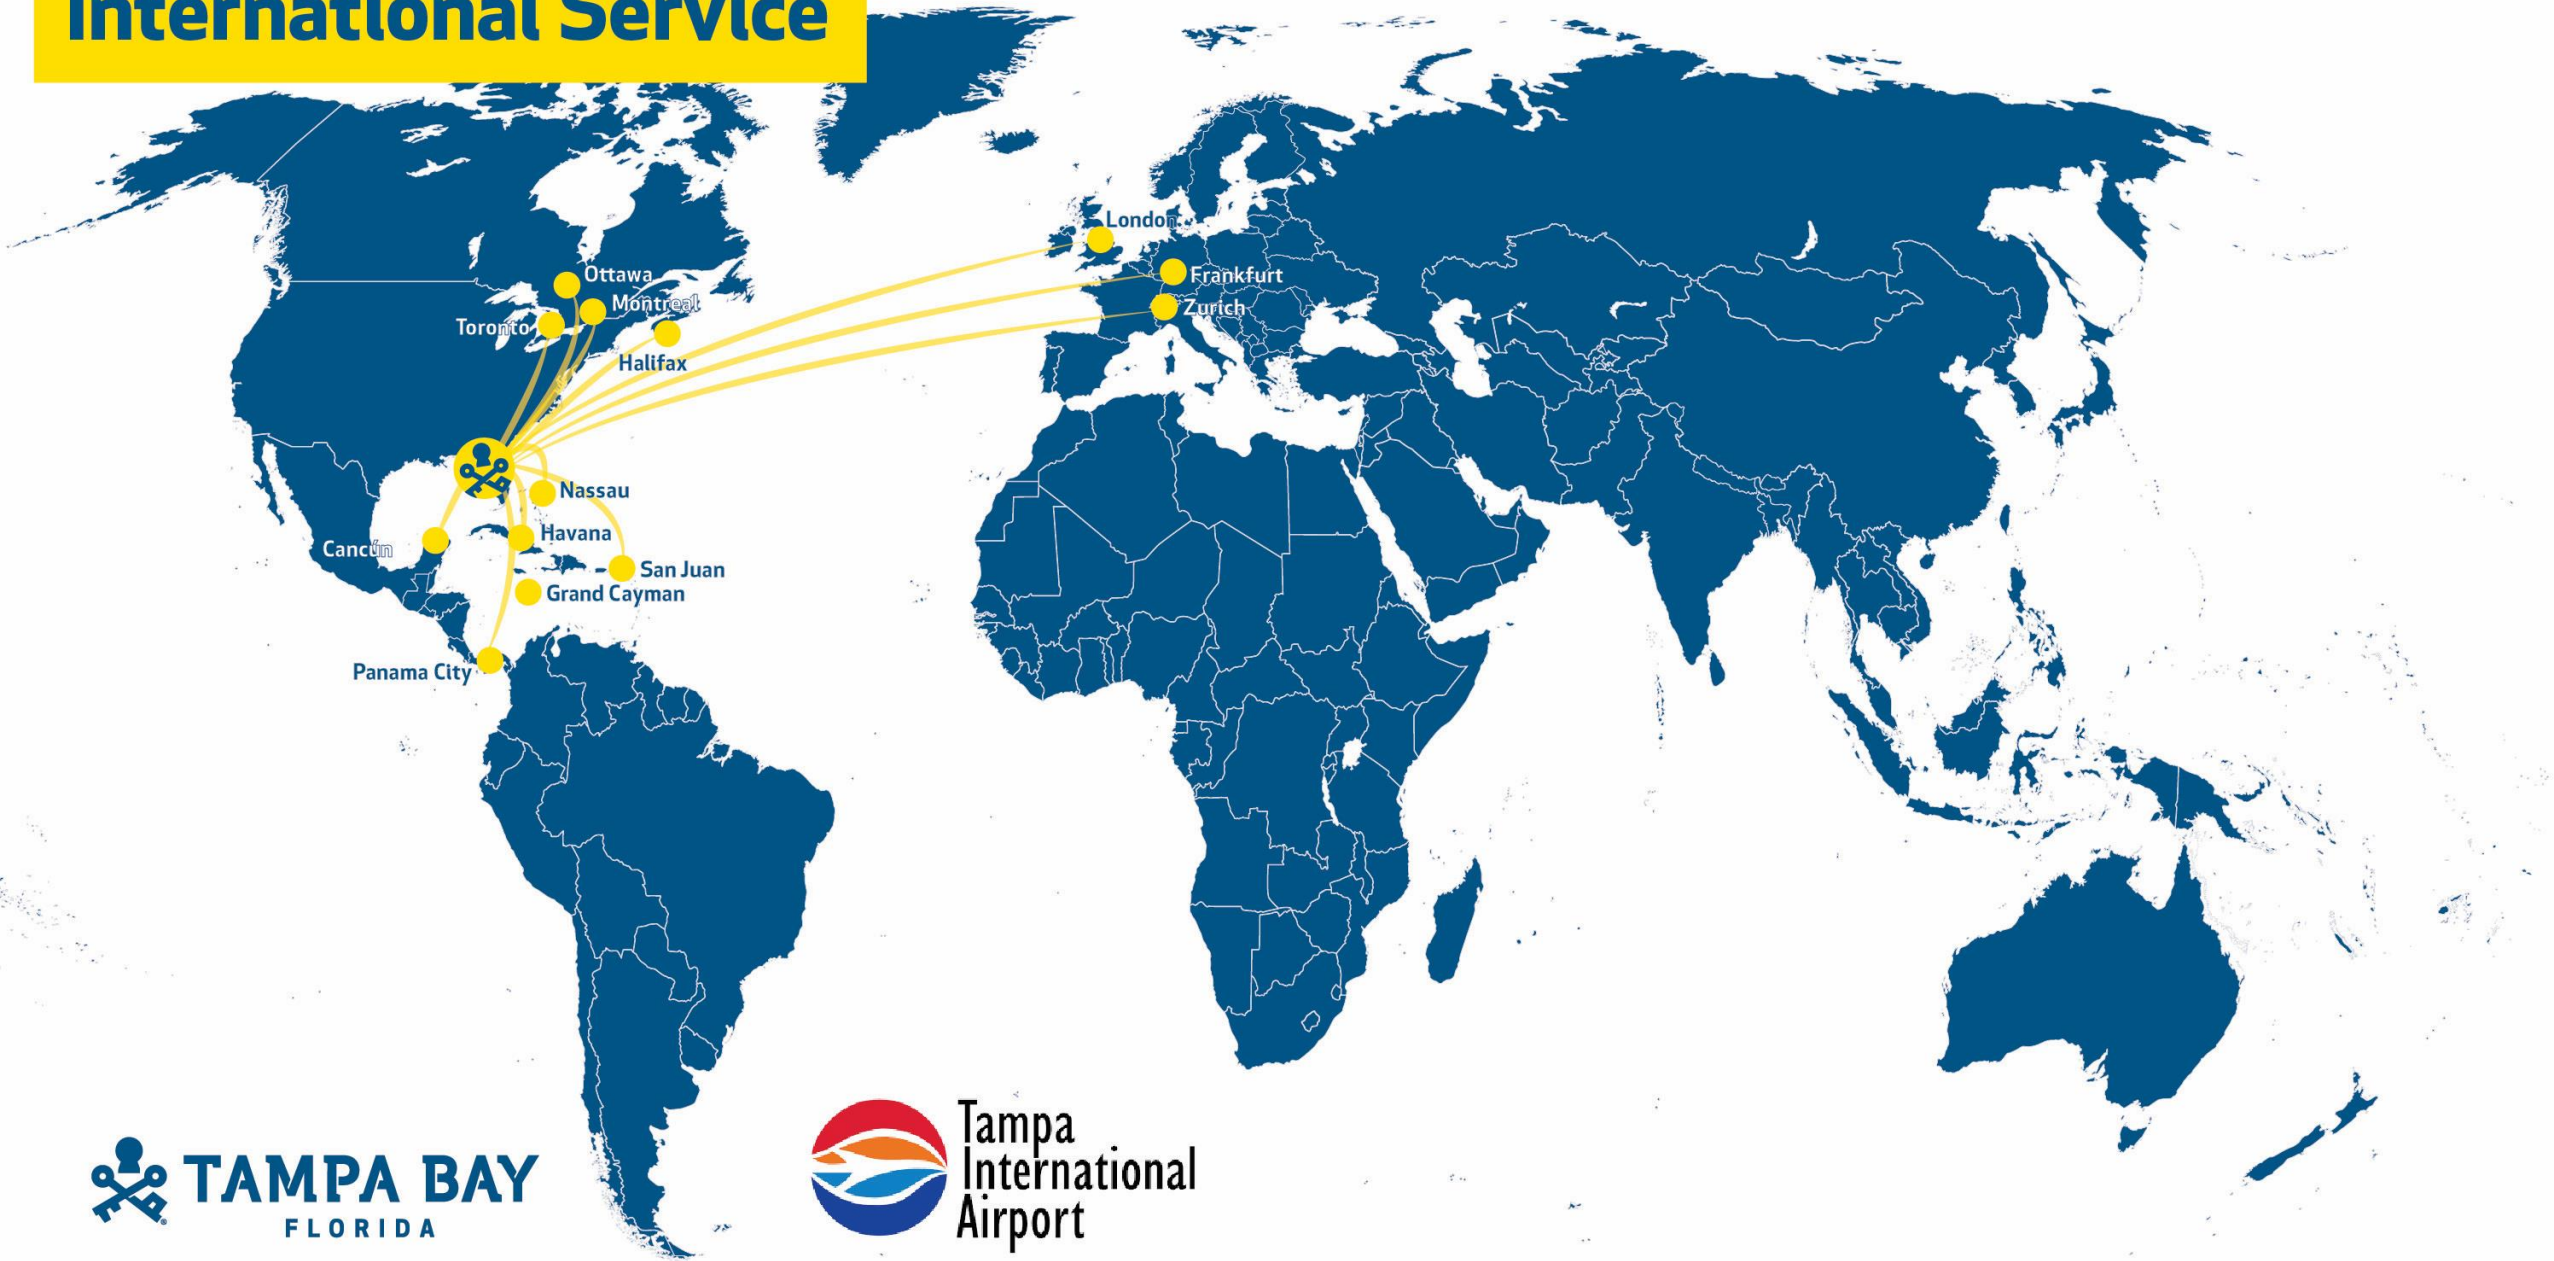 International Service
London
Ottawa
Frankfurt
Montreal
Zurich
Toronto
Halifax
Nassau
Havana
Cancún
San Juan
Grand Cayman
Panama City
TAMPA BAY
FLORIDA
Tampa
International
Airport